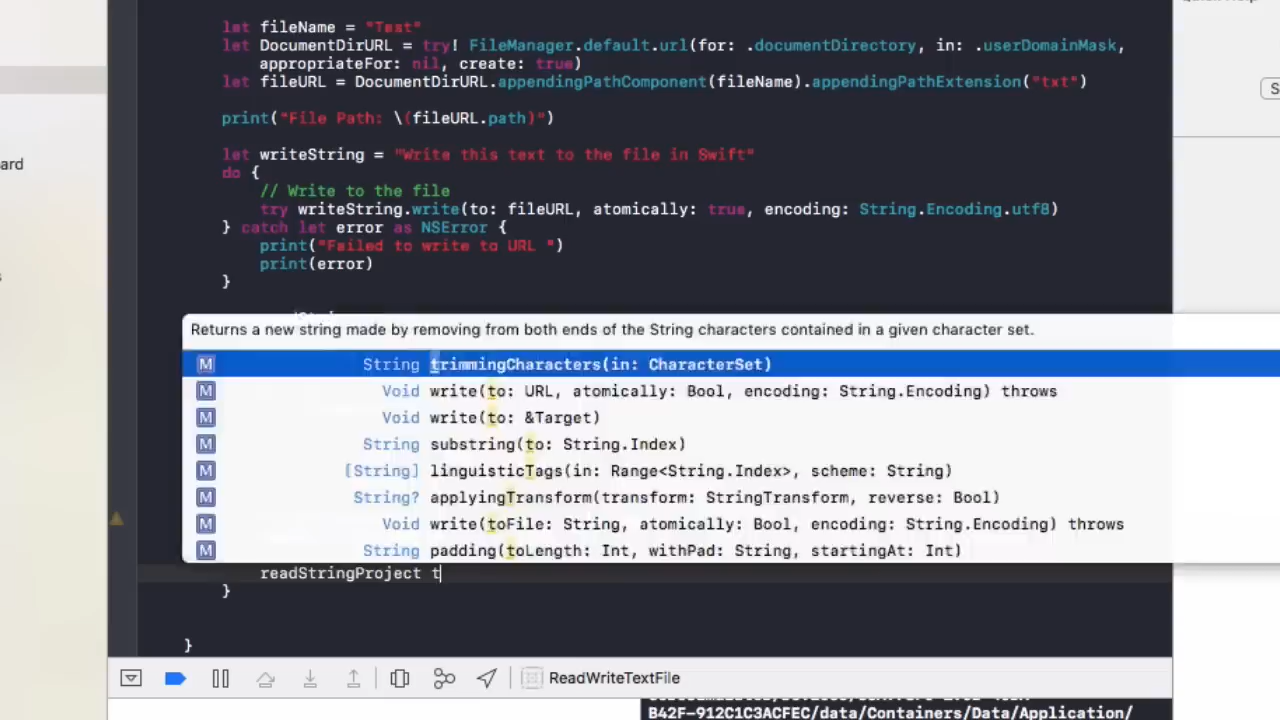 let fileName = "Test"
let DocumentDirURL = try! FileManager.default.url(for: .documentDirectory, in: .userDomainMask,
appropriateFor: nil, create: true)
let fileURL = DocumentDirURL.appendingPathComponent(fileName).appendingPathExtension("txt")
print("File Path: \(fileURL.path)")
let writeString = "Write this text to the file in Swift"
ard
do {
// Write to the file
try writeString.write(to: fileURL, atomically: true, encoding: String.Encoding.utf8)
} catch let error as NSError {
print("Failed to write to URL ")
print(error)
}
Returns a new string made by removing from both ends of the String characters contained in a given character set.
M String trimmingCharacters(in: CharacterSet)
M Void write(to: URL, atomically: Bool, encoding: String.Encoding) throws
M Void write(to: &Target)
M String substring(to: String.Index)
M [String] linguisticTags(in: Range<String.Index>, scheme: String)
M String? applyingTransform(transform: StringTransform, reverse: Bool)
M Void write(toFile: String, atomically: Bool, encoding: String.Encoding) throws
M String padding(toLength: Int, withPad: String, startingAt: Int)
readStringProject t
}
}
ReadWriteTextFile
B42F-912C1C3ACFEC/data/Containers/Data/Application/